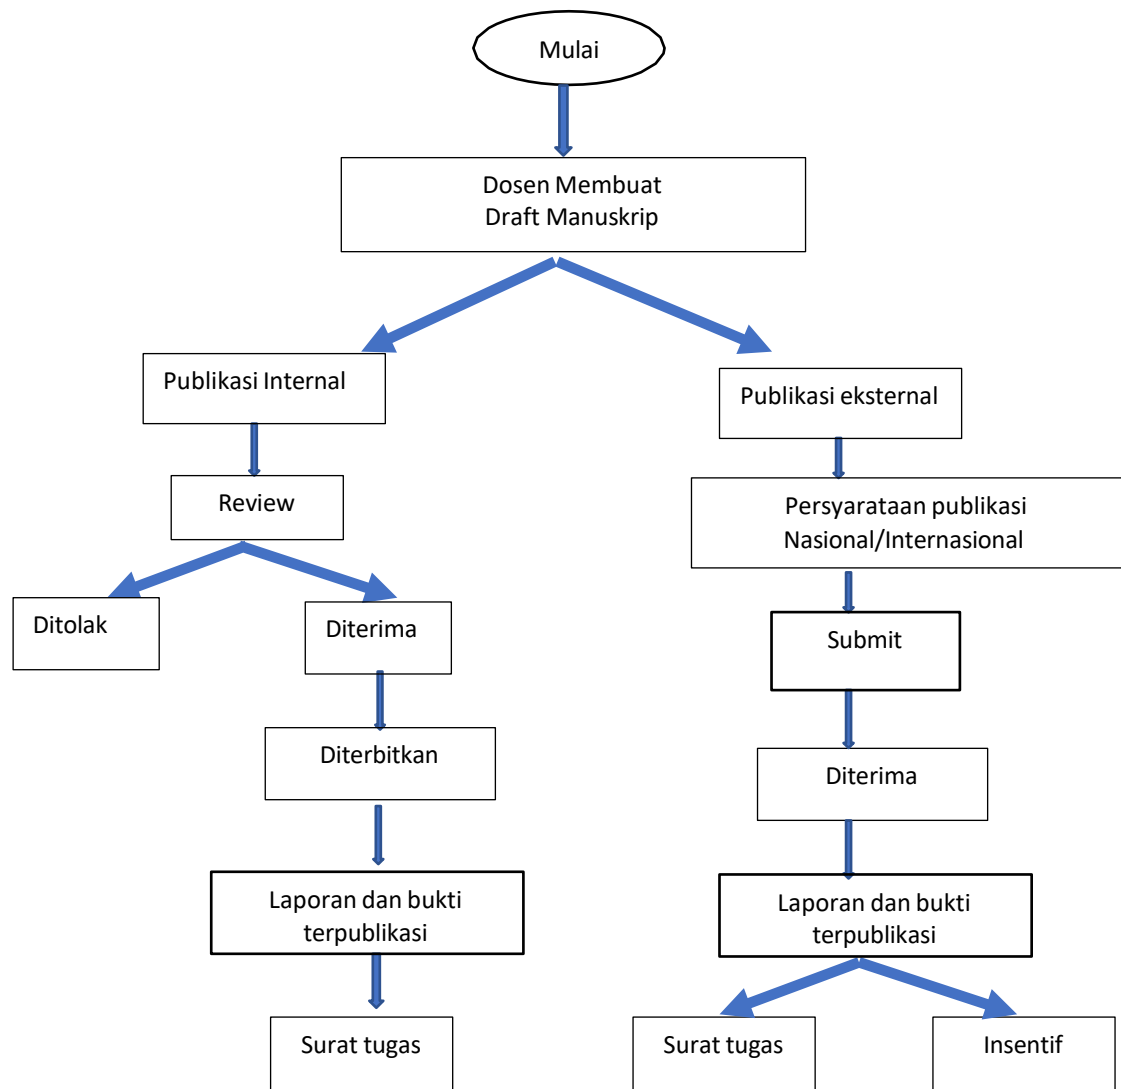 Mulai
Dosen Membuat
Draft Manuskrip
Publikasi Internal
Publikasi eksternal
Review
Persyarataan publikasi
Nasional/Internasional
Ditolak
Diterima
Submit
Diterbitkan
Diterima
Laporan dan bukti
terpublikasi
Laporan dan bukti
terpublikasi
Surat tugas
Surat tugas
Insentif